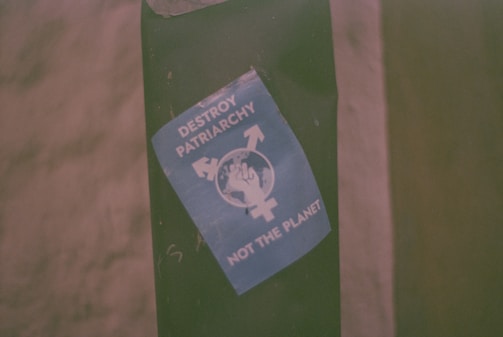 DESTROY
PATRIARCHY
NOT THE PLANET